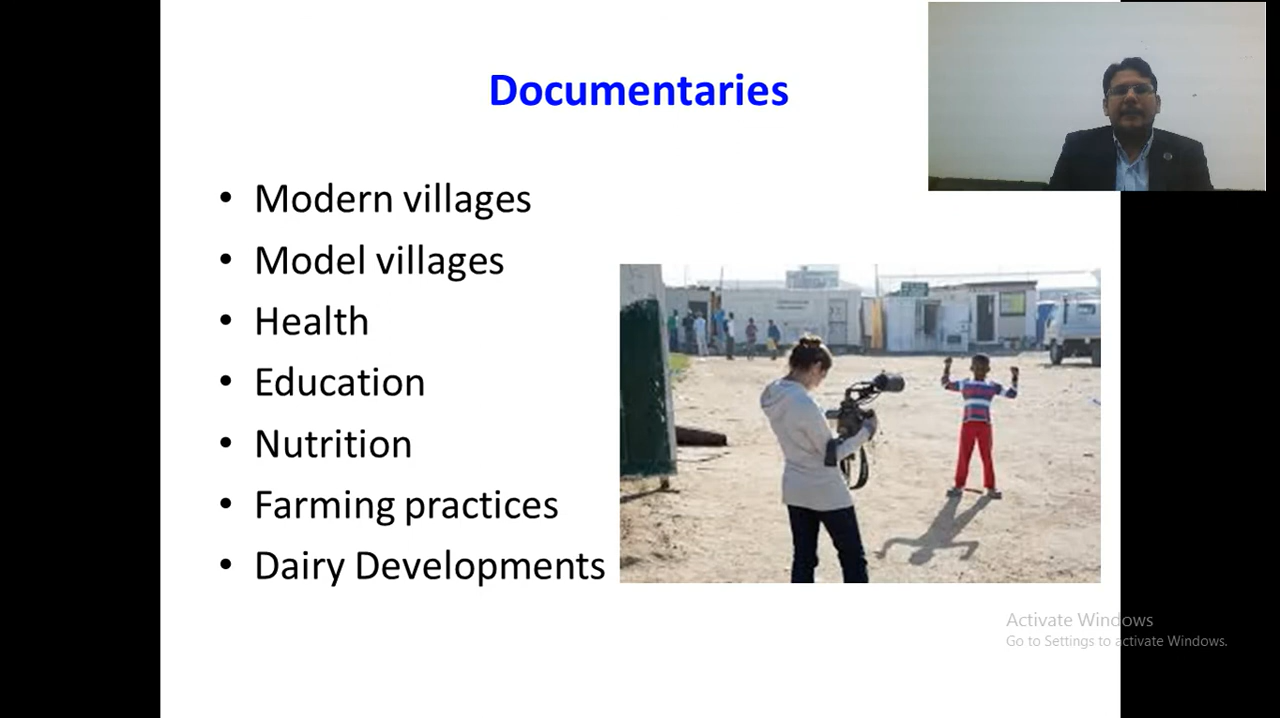 Documentaries
• Modern villages
• Model villages
• Health
• Education
• Nutrition
• Farming practices
• Dairy Developments
Activate Windows
Go to Settings to activate Windows.